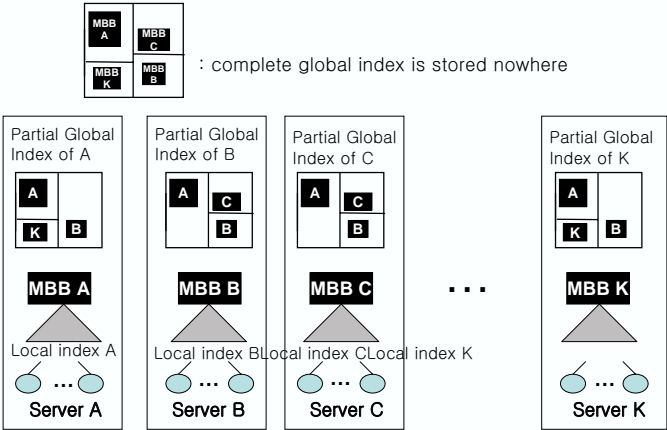 MBB
A
MBB
C
MBB
K
MBB
B
: complete global index is stored nowhere
Partial Global
Index of A
A
K
B
MBB A
Local index A
...
Server A
Partial Global
Index of B
A
C
B
MBB B
Local index B
...
Server B
Partial Global
Index of C
A
C
B
MBB C
Local index C
...
Server C
...
Partial Global
Index of K
A
K
B
MBB K
Local index K
...
Server K